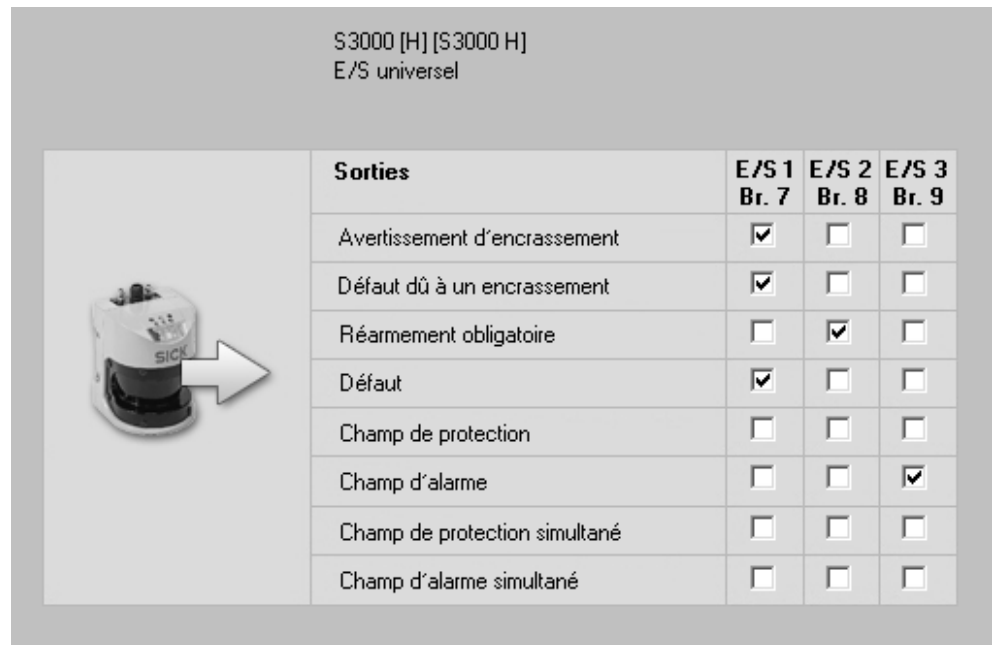 S3000 [H] [S3000 H]
E/S universel
Sorties
E/S 1 E/S 2 E/S 3
Br. 7 Br. 8 Br. 9
Avertissement d´encrassement
Défaut dû à un encrassement
Réarmement obligatoire
SICK
Défaut
Champ de protection
Champ d´alarme
Champ de protection simultané
Champ d´alarme simultané